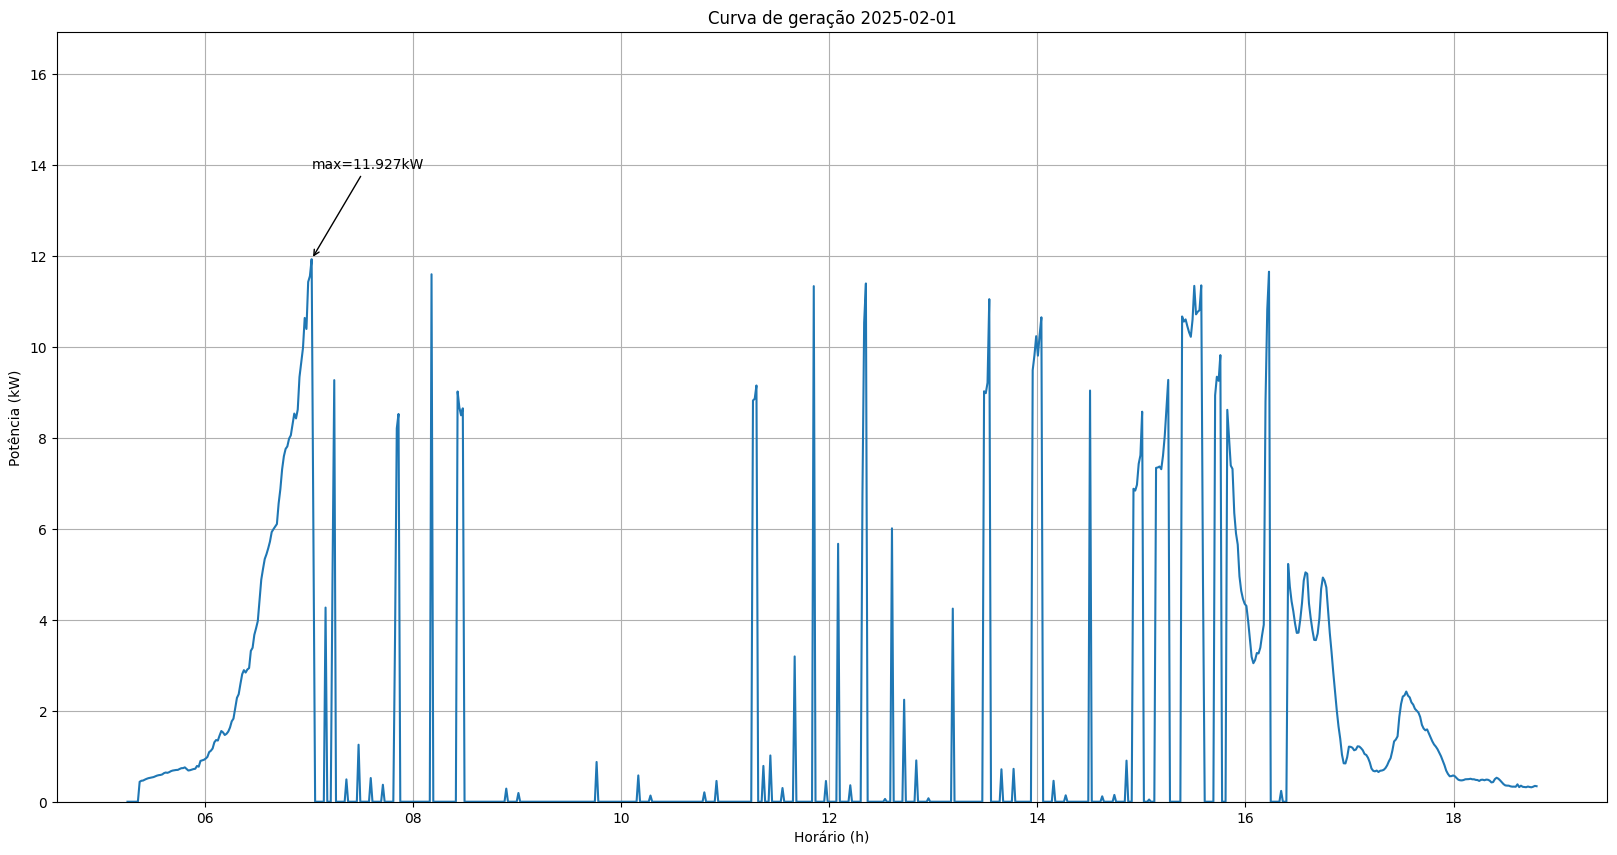 Curva de geração 2025-02-01
16
14
12
10
8
6
4
2
0
max=11.927kW
Potência (kW)
06 08 10 12 14 16 18
Horário (h)